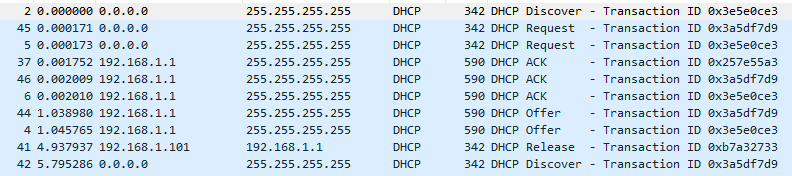 2 0.000000 0.0.0.0 255.255.255.255 DHCP 342 DHCP Discover - Transaction ID 0x3e5e0ce3
45 0.000171 0.0.0.0 255.255.255.255 DHCP 342 DHCP Request - Transaction ID 0x3a5df7d9
5 0.000173 0.0.0.0 255.255.255.255 DHCP 342 DHCP Request - Transaction ID 0x3e5e0ce3
37 0.001752 192.168.1.1 255.255.255.255 DHCP 590 DHCP ACK - Transaction ID 0x257e55a3
46 0.002009 192.168.1.1 255.255.255.255 DHCP 590 DHCP ACK - Transaction ID 0x3a5df7d9
6 0.002010 192.168.1.1 255.255.255.255 DHCP 590 DHCP ACK - Transaction ID 0x3e5e0ce3
44 1.038980 192.168.1.1 255.255.255.255 DHCP 590 DHCP Offer - Transaction ID 0x3a5df7d9
4 1.045765 192.168.1.1 255.255.255.255 DHCP 590 DHCP Offer - Transaction ID 0x3e5e0ce3
41 4.937937 192.168.1.101 192.168.1.1 DHCP 342 DHCP Release - Transaction ID 0xb7a32733
42 5.795286 0.0.0.0 255.255.255.255 DHCP 342 DHCP Discover - Transaction ID 0x3a5df7d9